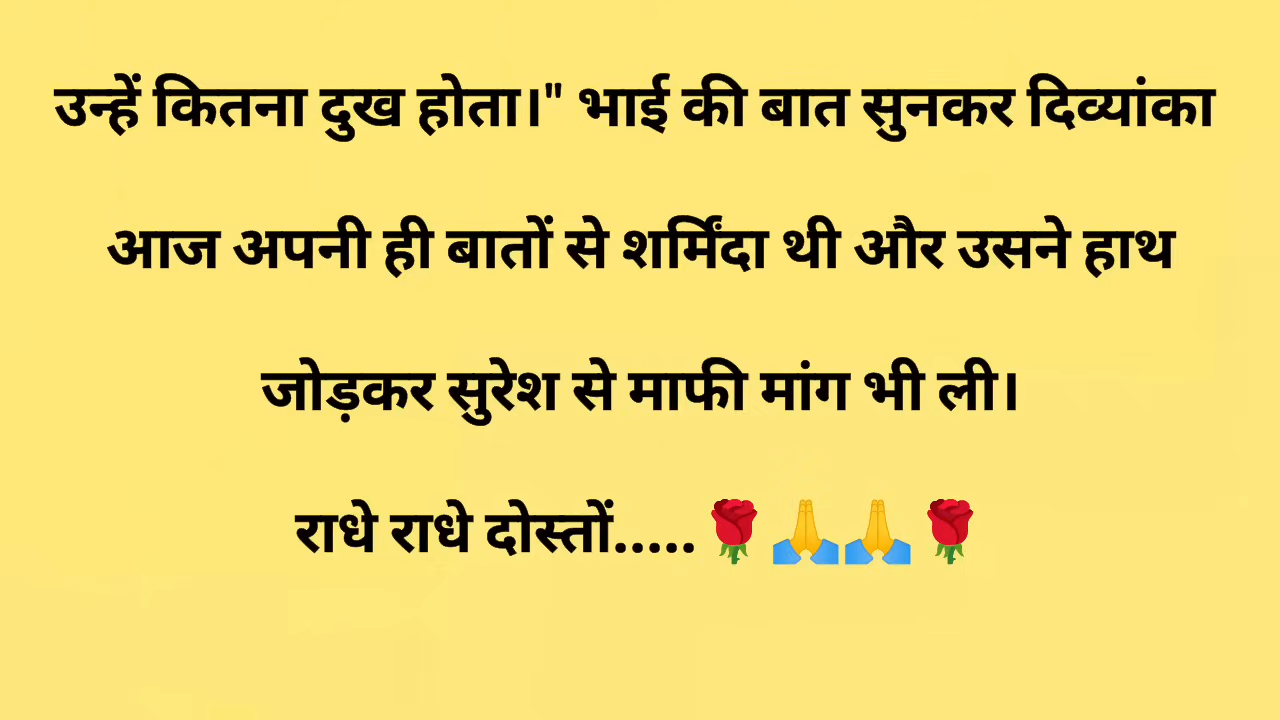 उन्हें कितना दुख होता।" भाई की बात सुनकर दिव्यांका
आज अपनी ही बातों से शर्मिंदा थी और उसने हाथ
जोड़कर सुरेश से माफी मांग भी ली।
राधे राधे दोस्तों.....🌹🙏🙏🌹